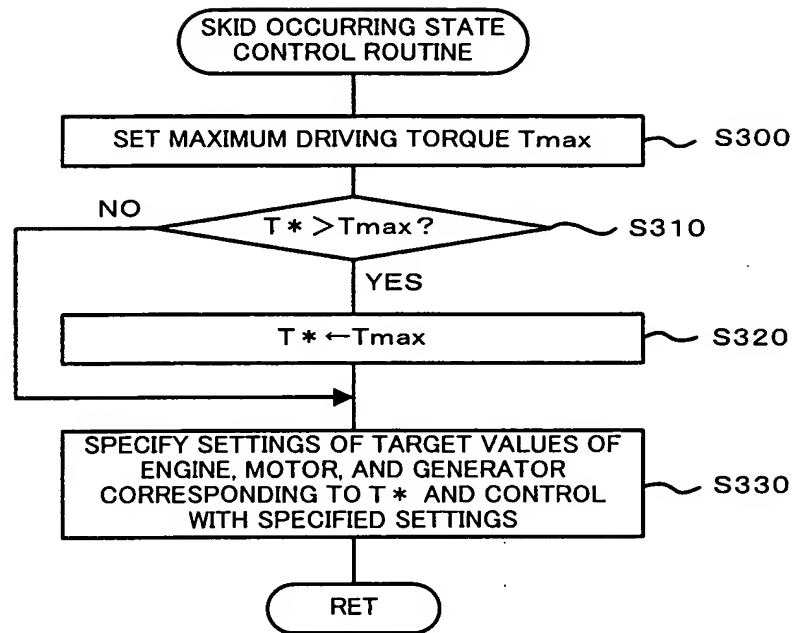 SKID OCCURRING STATE
CONTROL ROUTINE
SET MAXIMUM DRIVING TORQUE Tmax
S300
NO
T* >Tmax?
S310
YES
T* ←Tmax
S320
SPECIFY SETTINGS OF TARGET VALUES OF
ENGINE, MOTOR, AND GENERATOR
CORRESPONDING TO T* AND CONTROL
WITH SPECIFIED SETTINGS
S330
RET